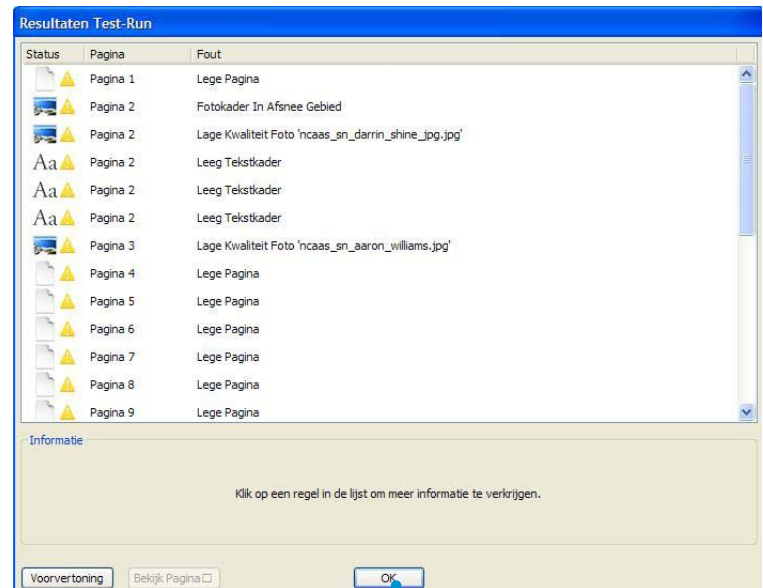 Resultaten Test-Run
Status Pagina Fout
Pagina 1 Lege Pagina
Pagina 2 Fotokader In Afsnee Gebied
Pagina 2 Lage Kwaliteit Foto 'ncaas_sn_darrin_shine_jpg.jpg'
Aa Pagina 2 Leeg Tekstkader
Aa Pagina 2 Leeg Tekstkader
Aa Pagina 2 Leeg Tekstkader
Pagina 3 Lage Kwaliteit Foto 'ncaas_sn_aaron_williams.jpg'
Pagina 4 Lege Pagina
Pagina 5 Lege Pagina
Pagina 6 Lege Pagina
Pagina 7 Lege Pagina
Pagina 8 Lege Pagina
Pagina 9 Lege Pagina
Informatie
Klik op een regel in de lijst om meer informatie te verkrijgen.
Voorvertoning Bekijk Pagina□ OK